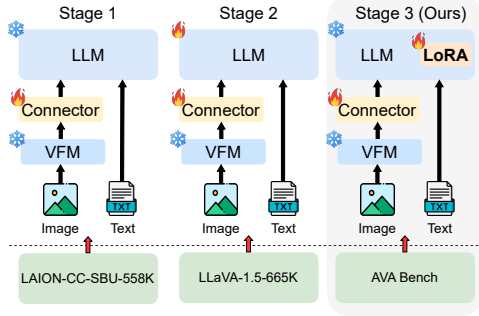 Stage 1
Stage 2
Stage 3 (Ours)
LLM
LLM
LLM
LoRA
Connector
Connector
Connector
VFM
VFM
VFM
TXT
TXT
TXT
Image
Text
Image
Text
Image
Text
LAION-CC-SBU-558K
LLaVA-1.5-665K
AVA Bench